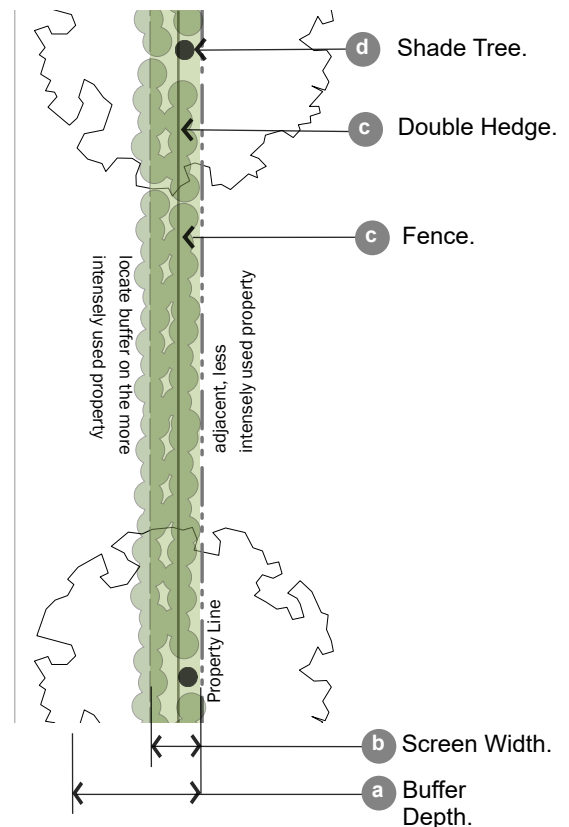 d Shade Tree.
c Double Hedge.
c Fence.
locate buffer on the more
intensely used property
adjacent, less
intensely used property
Property Line
b Screen Width.
a Buffer
Depth.